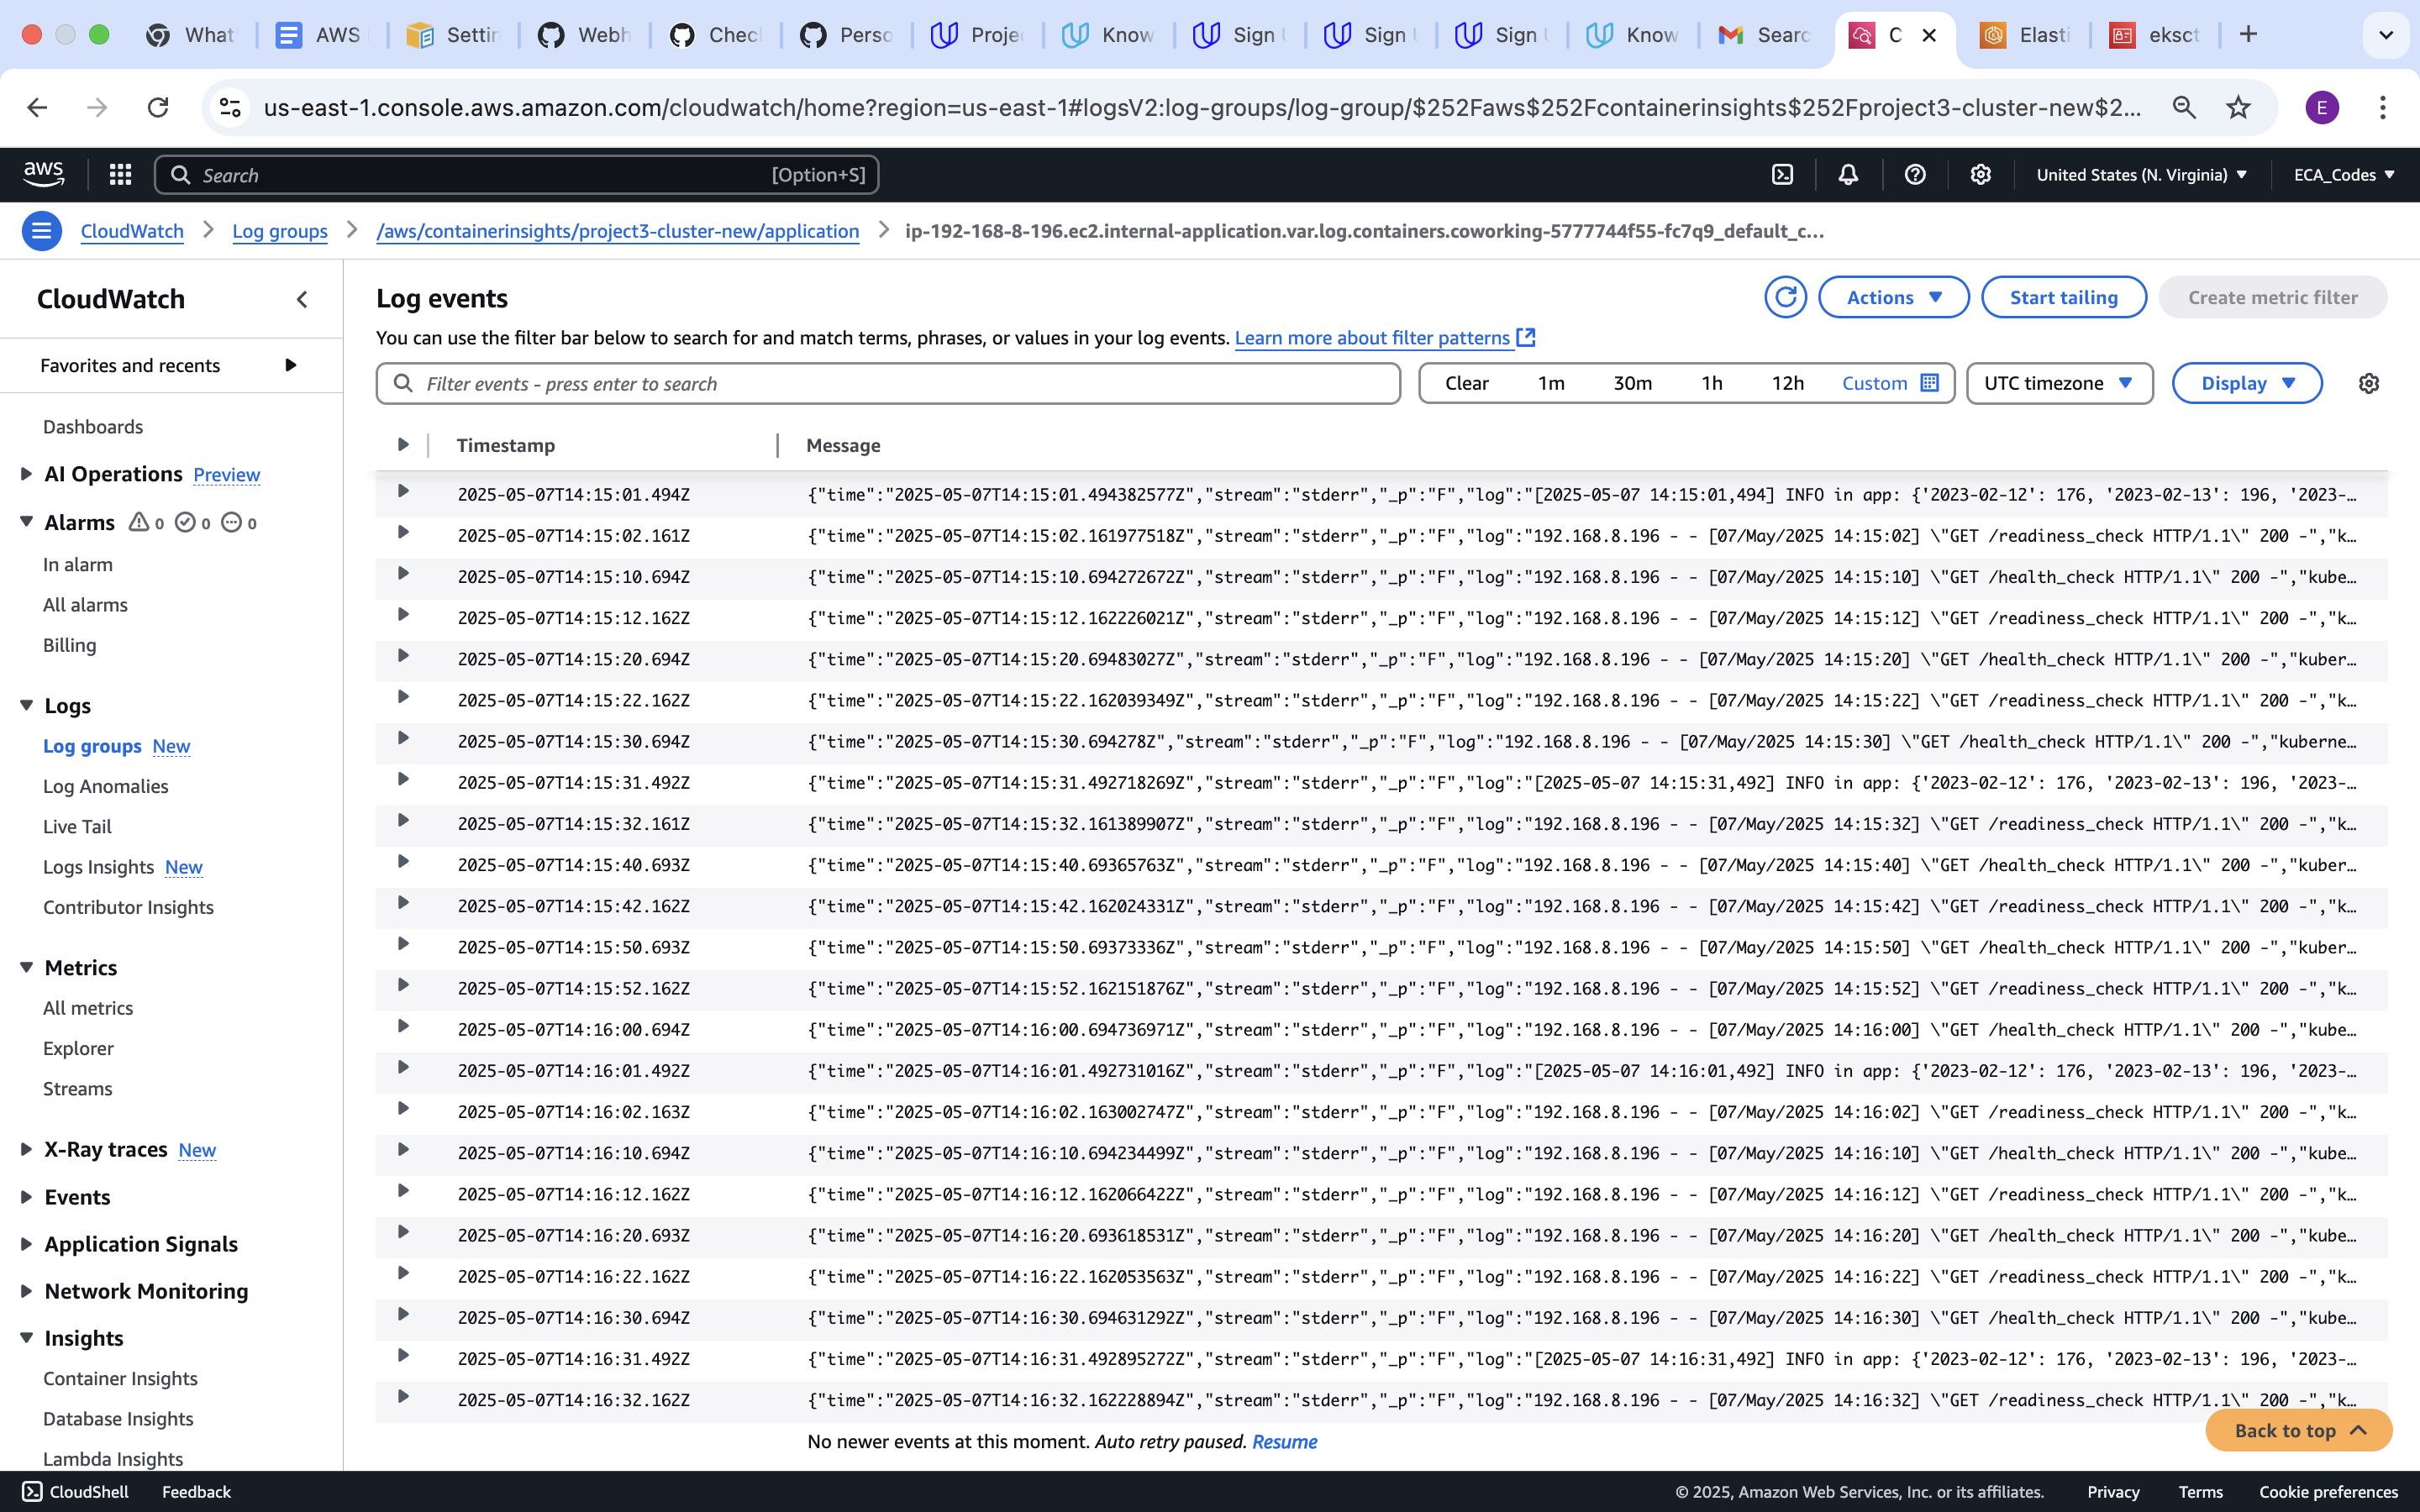 What
AWS
Settin
Webh
Chec
Perso
Projec
Know
Sign
Sign
Sign
Know
Searc
C
Elasti
eksct
us-east-1.console.aws.amazon.com/cloudwatch/home?region=us-east-1#logsV2:log-groups/log-group/$252Faws$252Fcontainerinsights$252Fproject3-cluster-new$2...
E
aws
Search
[Option+S]
United States (N. Virginia)
ECA_Codes
CloudWatch
Log groups
/aws/containerinsights/project3-cluster-new/application
ip-192-168-8-196.ec2.internal-application.var.log.containers.coworking-5777744f55-fc7q9_default_c...
CloudWatch
Favorites and recents
Dashboards
AI Operations Preview
Alarms 0 0 0
In alarm
All alarms
Billing
Logs
Log groups New
Log Anomalies
Live Tail
Logs Insights New
Contributor Insights
Metrics
All metrics
Explorer
Streams
X-Ray traces New
Events
Application Signals
Network Monitoring
Insights
Container Insights
Database Insights
Lambda Insights
Log events
Actions
Start tailing
Create metric filter
You can use the filter bar below to search for and match terms, phrases, or values in your log events. Learn more about filter patterns
Filter events - press enter to search
Clear 1m 30m 1h 12h Custom
UTC timezone
Display
Timestamp Message
2025-05-07T14:15:01.494Z {"time":"2025-05-07T14:15:01.494382577Z","stream":"stderr","_p":"F","log":"[2025-05-07 14:15:01,494] INFO in app: {'2023-02-12': 176, '2023-02-13': 196, '2023-…
2025-05-07T14:15:02.161Z {"time":"2025-05-07T14:15:02.161977518Z","stream":"stderr","_p":"F","log":"192.168.8.196 - - [07/May/2025 14:15:02] \"GET /readiness_check HTTP/1.1\" 200 -","k…
2025-05-07T14:15:10.694Z {"time":"2025-05-07T14:15:10.694272672Z","stream":"stderr","_p":"F","log":"192.168.8.196 - - [07/May/2025 14:15:10] \"GET /health_check HTTP/1.1\" 200 -","kube…
2025-05-07T14:15:12.162Z {"time":"2025-05-07T14:15:12.162226021Z","stream":"stderr","_p":"F","log":"192.168.8.196 - - [07/May/2025 14:15:12] \"GET /readiness_check HTTP/1.1\" 200 -","k…
2025-05-07T14:15:20.694Z {"time":"2025-05-07T14:15:20.69483027Z","stream":"stderr","_p":"F","log":"192.168.8.196 - - [07/May/2025 14:15:20] \"GET /health_check HTTP/1.1\" 200 -","kuber…
2025-05-07T14:15:22.162Z {"time":"2025-05-07T14:15:22.162039349Z","stream":"stderr","_p":"F","log":"192.168.8.196 - - [07/May/2025 14:15:22] \"GET /readiness_check HTTP/1.1\" 200 -","k…
2025-05-07T14:15:30.694Z {"time":"2025-05-07T14:15:30.694278Z","stream":"stderr","_p":"F","log":"192.168.8.196 - - [07/May/2025 14:15:30] \"GET /health_check HTTP/1.1\" 200 -","kuberne…
2025-05-07T14:15:31.492Z {"time":"2025-05-07T14:15:31.492718269Z","stream":"stderr","_p":"F","log":"[2025-05-07 14:15:31,492] INFO in app: {'2023-02-12': 176, '2023-02-13': 196, '2023-…
2025-05-07T14:15:32.161Z {"time":"2025-05-07T14:15:32.161389907Z","stream":"stderr","_p":"F","log":"192.168.8.196 - - [07/May/2025 14:15:32] \"GET /readiness_check HTTP/1.1\" 200 -","k…
2025-05-07T14:15:40.693Z {"time":"2025-05-07T14:15:40.69365763Z","stream":"stderr","_p":"F","log":"192.168.8.196 - - [07/May/2025 14:15:40] \"GET /health_check HTTP/1.1\" 200 -","kuber…
2025-05-07T14:15:42.162Z {"time":"2025-05-07T14:15:42.162024331Z","stream":"stderr","_p":"F","log":"192.168.8.196 - - [07/May/2025 14:15:42] \"GET /readiness_check HTTP/1.1\" 200 -","k…
2025-05-07T14:15:50.693Z {"time":"2025-05-07T14:15:50.69373336Z","stream":"stderr","_p":"F","log":"192.168.8.196 - - [07/May/2025 14:15:50] \"GET /health_check HTTP/1.1\" 200 -","kuber…
2025-05-07T14:15:52.162Z {"time":"2025-05-07T14:15:52.162151876Z","stream":"stderr","_p":"F","log":"192.168.8.196 - - [07/May/2025 14:15:52] \"GET /readiness_check HTTP/1.1\" 200 -","k…
2025-05-07T14:16:00.694Z {"time":"2025-05-07T14:16:00.694736971Z","stream":"stderr","_p":"F","log":"192.168.8.196 - - [07/May/2025 14:16:00] \"GET /health_check HTTP/1.1\" 200 -","kube…
2025-05-07T14:16:01.492Z {"time":"2025-05-07T14:16:01.492731016Z","stream":"stderr","_p":"F","log":"[2025-05-07 14:16:01,492] INFO in app: {'2023-02-12': 176, '2023-02-13': 196, '2023-…
2025-05-07T14:16:02.163Z {"time":"2025-05-07T14:16:02.163002747Z","stream":"stderr","_p":"F","log":"192.168.8.196 - - [07/May/2025 14:16:02] \"GET /readiness_check HTTP/1.1\" 200 -","k…
2025-05-07T14:16:10.694Z {"time":"2025-05-07T14:16:10.694234499Z","stream":"stderr","_p":"F","log":"192.168.8.196 - - [07/May/2025 14:16:10] \"GET /health_check HTTP/1.1\" 200 -","kube…
2025-05-07T14:16:12.162Z {"time":"2025-05-07T14:16:12.162066422Z","stream":"stderr","_p":"F","log":"192.168.8.196 - - [07/May/2025 14:16:12] \"GET /readiness_check HTTP/1.1\" 200 -","k…
2025-05-07T14:16:20.693Z {"time":"2025-05-07T14:16:20.693618531Z","stream":"stderr","_p":"F","log":"192.168.8.196 - - [07/May/2025 14:16:20] \"GET /health_check HTTP/1.1\" 200 -","kube…
2025-05-07T14:16:22.162Z {"time":"2025-05-07T14:16:22.162053563Z","stream":"stderr","_p":"F","log":"192.168.8.196 - - [07/May/2025 14:16:22] \"GET /readiness_check HTTP/1.1\" 200 -","k…
2025-05-07T14:16:30.694Z {"time":"2025-05-07T14:16:30.694631292Z","stream":"stderr","_p":"F","log":"192.168.8.196 - - [07/May/2025 14:16:30] \"GET /health_check HTTP/1.1\" 200 -","kube…
2025-05-07T14:16:31.492Z {"time":"2025-05-07T14:16:31.492895272Z","stream":"stderr","_p":"F","log":"[2025-05-07 14:16:31,492] INFO in app: {'2023-02-12': 176, '2023-02-13': 196, '2023-…
2025-05-07T14:16:32.162Z {"time":"2025-05-07T14:16:32.162228894Z","stream":"stderr","_p":"F","log":"192.168.8.196 - - [07/May/2025 14:16:32] \"GET /readiness_check HTTP/1.1\" 200 -","k…
No newer events at this moment. Auto retry paused. Resume
Back to top
CloudShell Feedback
© 2025, Amazon Web Services, Inc. or its affiliates. Privacy Terms Cookie preferences